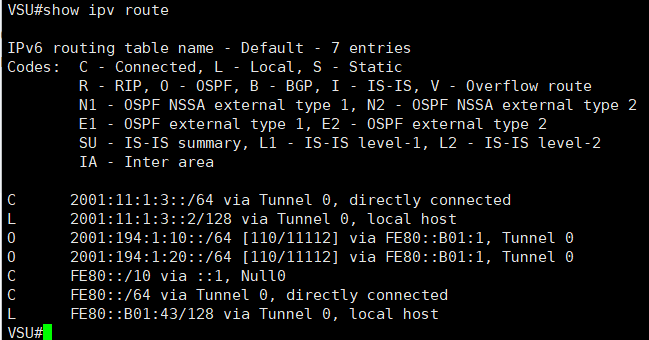 VSU#show ipv route
IPv6 routing table name - Default - 7 entries
Codes:  C - Connected, L - Local, S - Static
        R - RIP, O - OSPF, B - BGP, I - IS-IS, V - Overflow route
        N1 - OSPF NSSA external type 1, N2 - OSPF NSSA external type 2
        E1 - OSPF external type 1, E2 - OSPF external type 2
        SU - IS-IS summary, L1 - IS-IS level-1, L2 - IS-IS level-2
        IA - Inter area
C      2001:11:1:3::/64 via Tunnel 0, directly connected
L      2001:11:1:3::2/128 via Tunnel 0, local host
O      2001:194:1:10::/64 [110/11112] via FE80::B01:1, Tunnel 0
O      2001:194:1:20::/64 [110/11112] via FE80::B01:1, Tunnel 0
C      FE80::/10 via ::1, Null0
C      FE80::/64 via Tunnel 0, directly connected
L      FE80::B01:43/128 via Tunnel 0, local host
VSU#